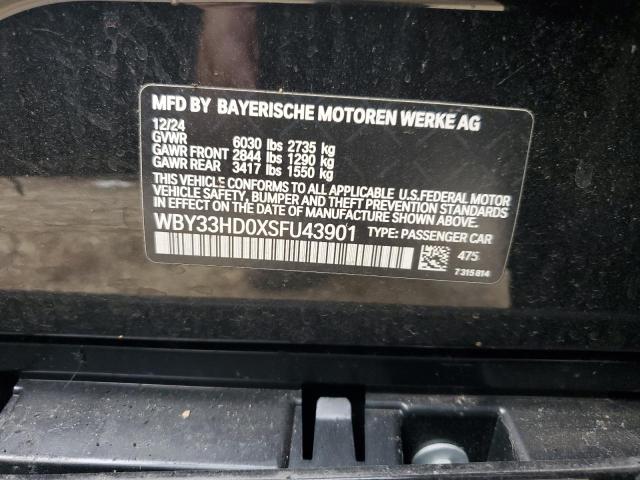 MFD BY BAYERISCHE MOTOREN WERKE AG
12/24
GVWR 6030 lbs 2735 kg
GAWR FRONT 2844 lbs 1290 kg
GAWR REAR 3417 lbs 1550 kg
THIS VEHICLE CONFORMS TO ALL APPLICABLE U.S.FEDERAL MOTOR
VEHICLE SAFETY, BUMPER AND THEFT PREVENTION STANDARDS
IN EFFECT ON THE DATE OF MANUFACTURE SHOWN ABOVE.
WBY33HD0XSFU43901 TYPE: PASSENGER CAR
475
7315814